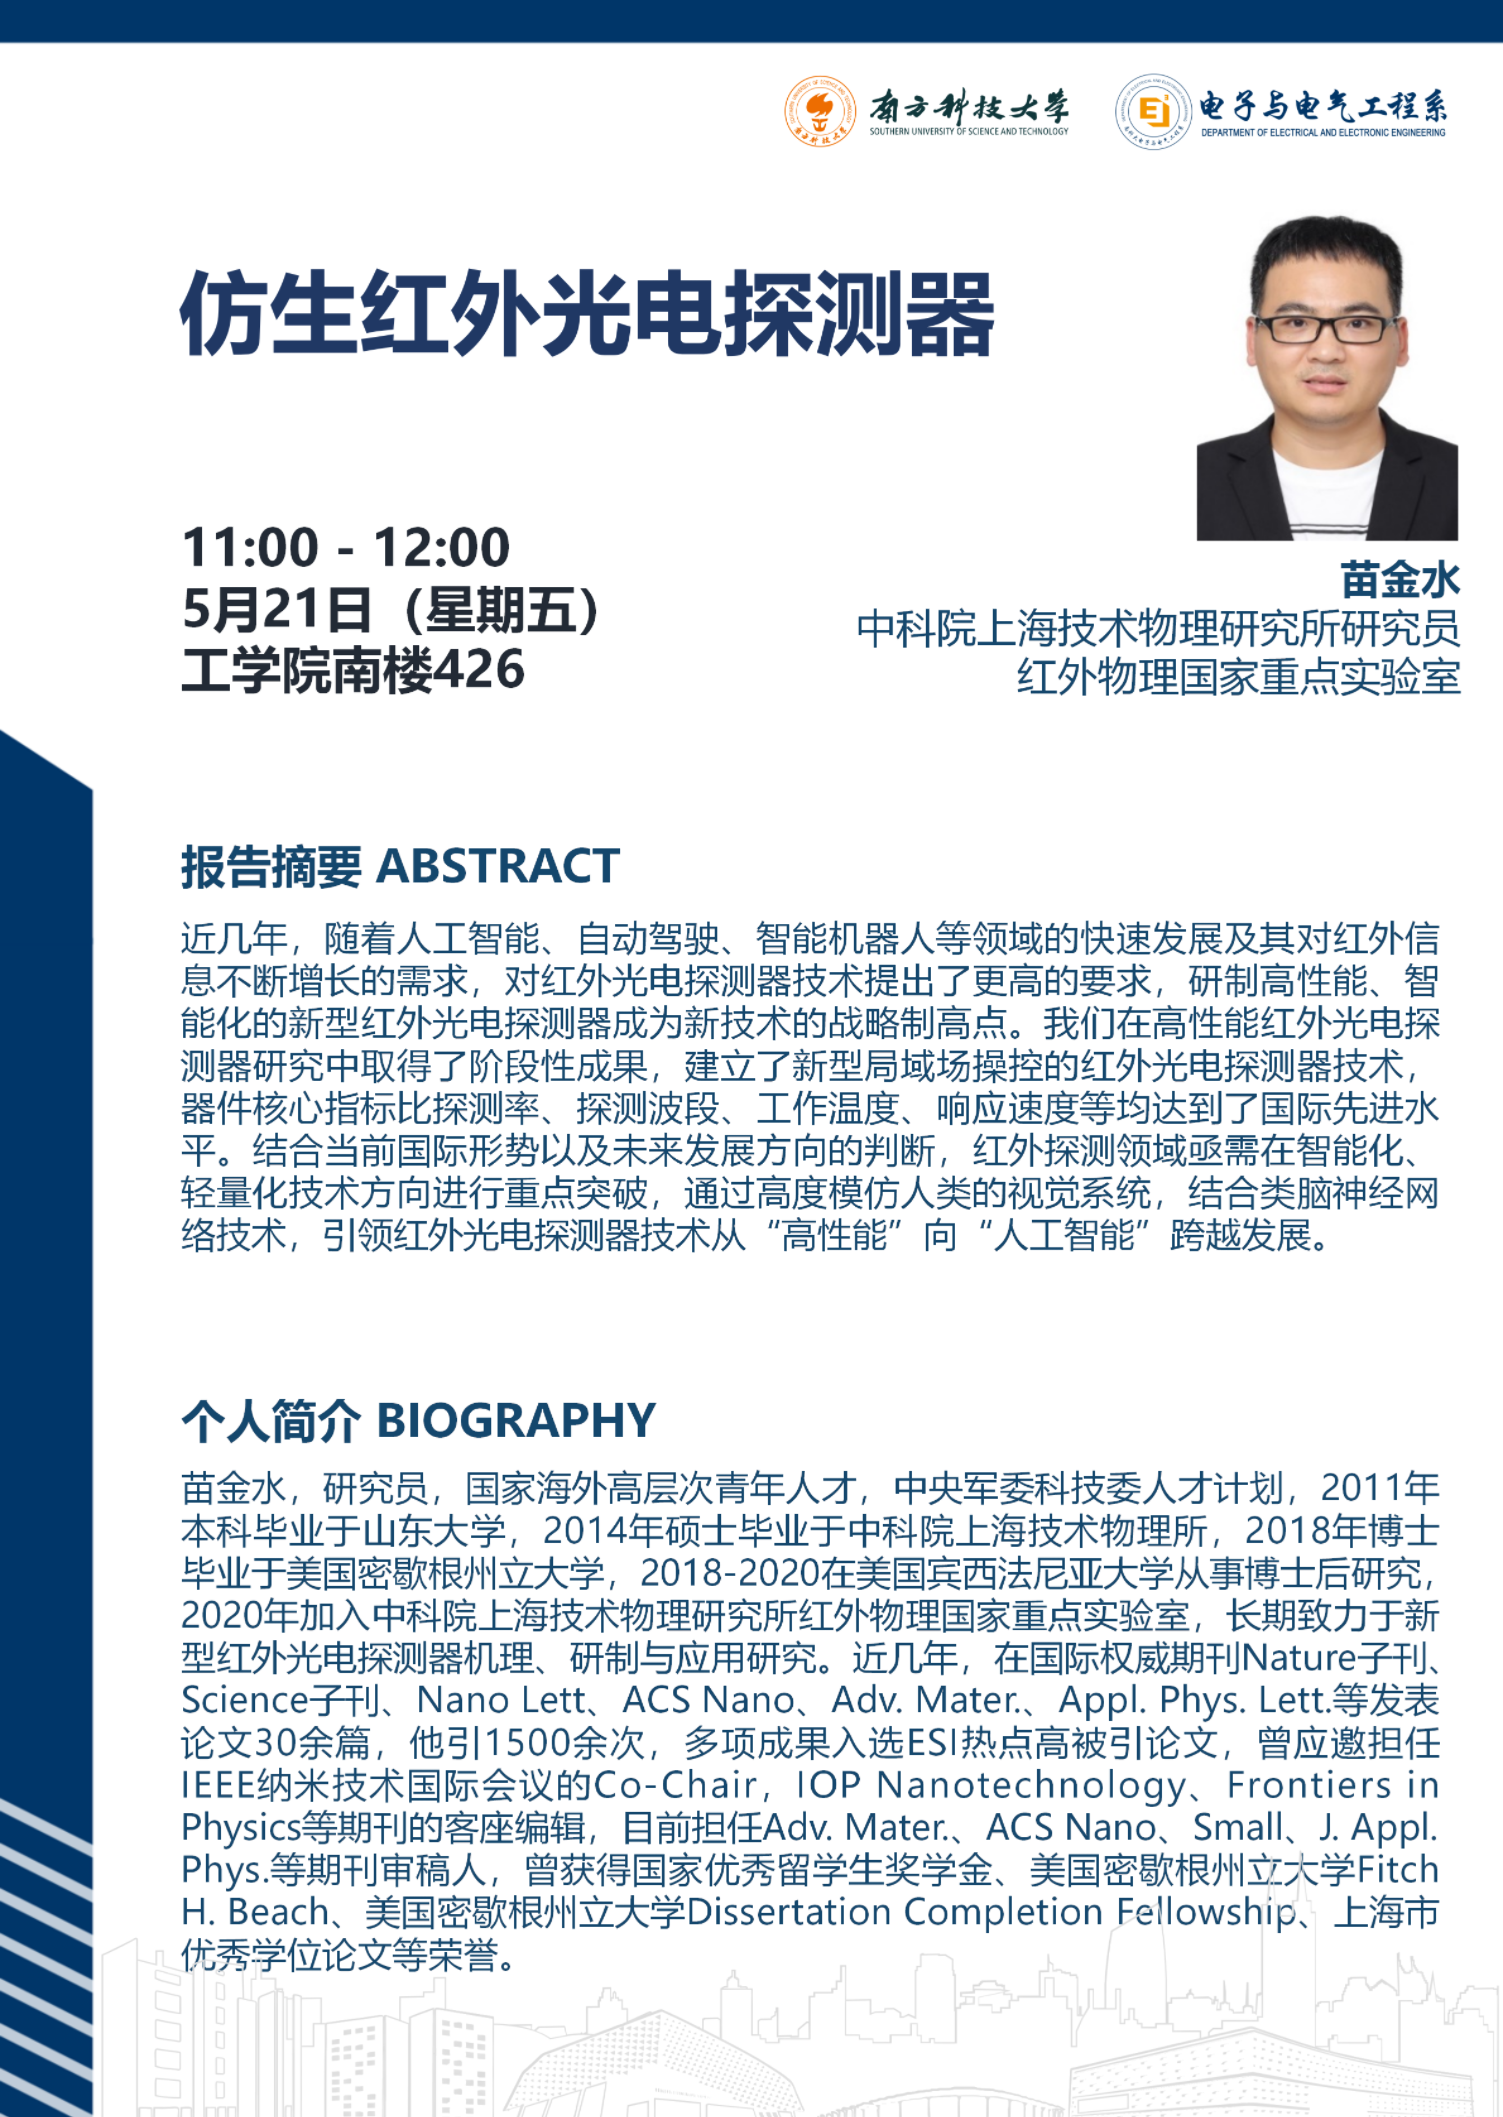 南方科技大学
SOUTHERN UNIVERSITY OF SCIENCE AND TECHNOLOGY
电子与电气工程系
DEPARTMENT OF ELECTRICAL AND ELECTRONIC ENGINEERING
仿生红外光电探测器
11:00 - 12:00
5月21日（星期五）
工学院南楼426
苗金水
中科院上海技术物理研究所研究员
红外物理国家重点实验室
报告摘要 ABSTRACT
近几年，随着人工智能、自动驾驶、智能机器人等领域的快速发展及其对红外信
息不断增长的需求，对红外光电探测器技术提出了更高的要求，研制高性能、智
能化的新型红外光电探测器成为新技术的战略制高点。我们在高性能红外光电探
测器研究中取得了阶段性成果，建立了新型局域场操控的红外光电探测器技术，
器件核心指标比探测率、探测波段、工作温度、响应速度等均达到了国际先进水
平。结合当前国际形势以及未来发展方向的判断，红外探测领域亟需在智能化、
轻量化技术方向进行重点突破，通过高度模仿人类的视觉系统，结合类脑神经网
络技术，引领红外光电探测器技术从“高性能”向“人工智能”跨越发展。
个人简介 BIOGRAPHY
苗金水，研究员，国家海外高层次青年人才，中央军委科技委人才计划，2011年
本科毕业于山东大学，2014年硕士毕业于中科院上海技术物理所，2018年博士
毕业于美国密歇根州立大学，2018-2020在美国宾西法尼亚大学从事博士后研究，
2020年加入中科院上海技术物理研究所红外物理国家重点实验室，长期致力于新
型红外光电探测器机理、研制与应用研究。近几年，在国际权威期刊Nature子刊、
Science子刊、Nano Lett、ACS Nano、Adv. Mater.、Appl. Phys. Lett.等发表
论文30余篇，他引1500余次，多项成果入选ESI热点高被引论文，曾应邀担任
IEEE纳米技术国际会议的Co-Chair，IOP Nanotechnology、Frontiers in
Physics等期刊的客座编辑，目前担任Adv. Mater.、ACS Nano、Small、J. Appl.
Phys.等期刊审稿人，曾获得国家优秀留学生奖学金、美国密歇根州立大学Fitch
H. Beach、美国密歇根州立大学Dissertation Completion Fellowship、上海市
优秀学位论文等荣誉。